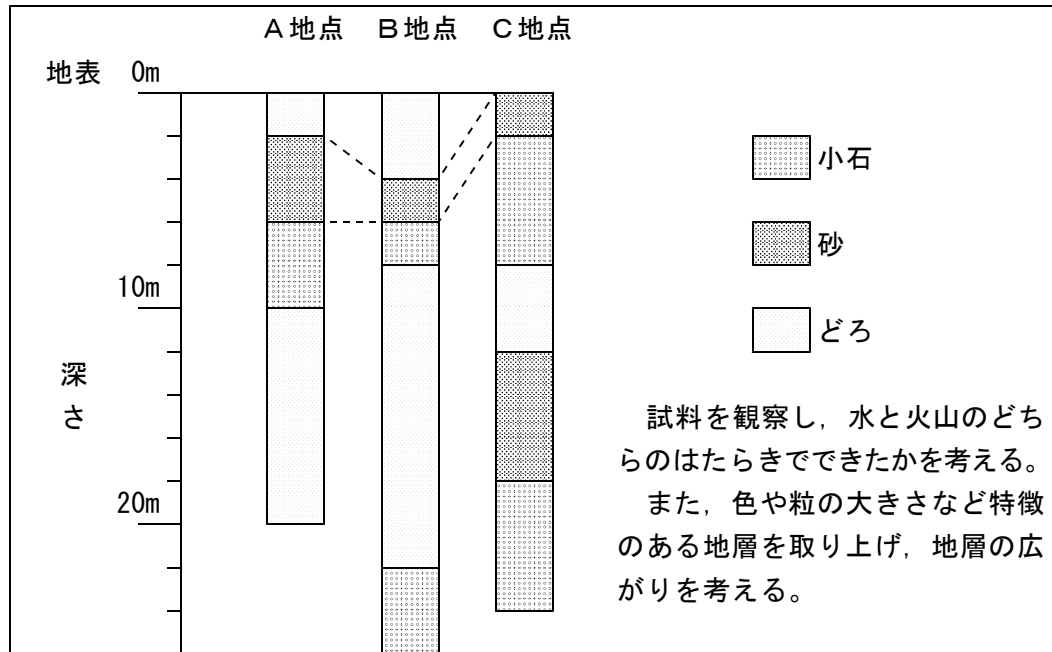 A地点 B地点 C地点
地表 0m
小石
砂
10m
どろ
深さ
20m
試料を観察し，水と火山のどち
らのはたらきでできたかを考える。
また，色や粒の大きさなど特徴
のある地層を取り上げ，地層の広
がりを考える。